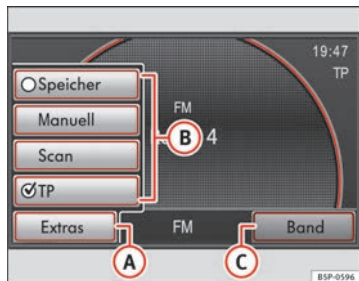 19:47
TP
Speicher
FM
Manuell
B
4
Scan
TP
Extras
FM
Band
A
C
BSP-0596